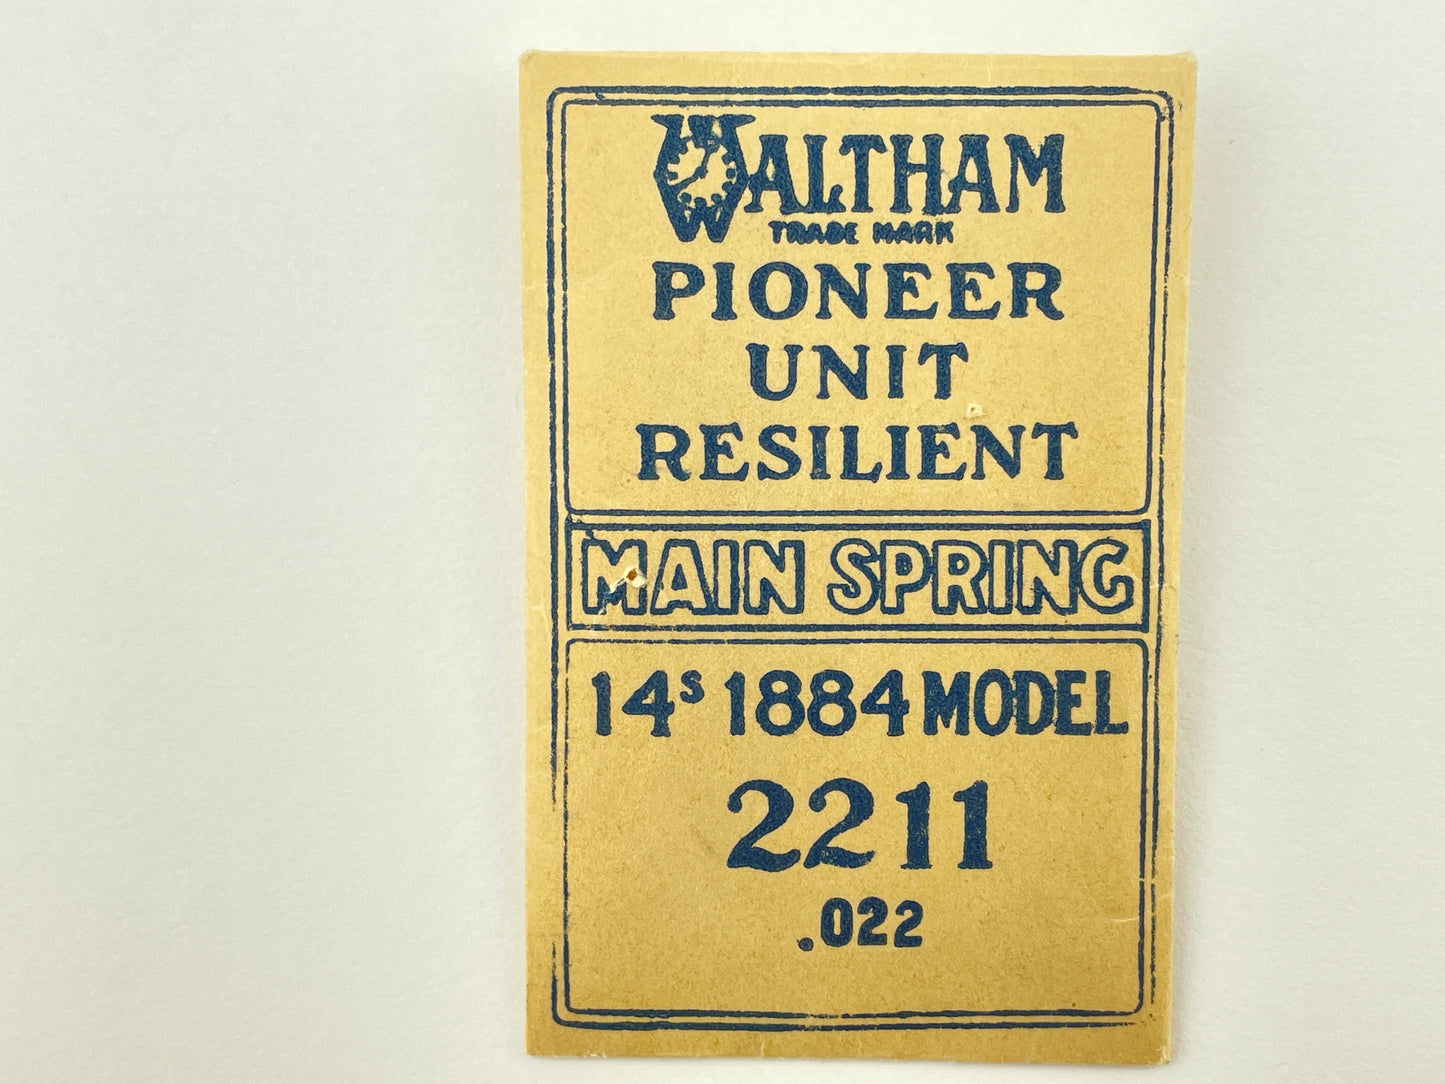 WALTHAM
TRADE MARK
PIONEER
UNIT
RESILIENT
MAIN SPRING
14s 1884 MODEL
2211
.022